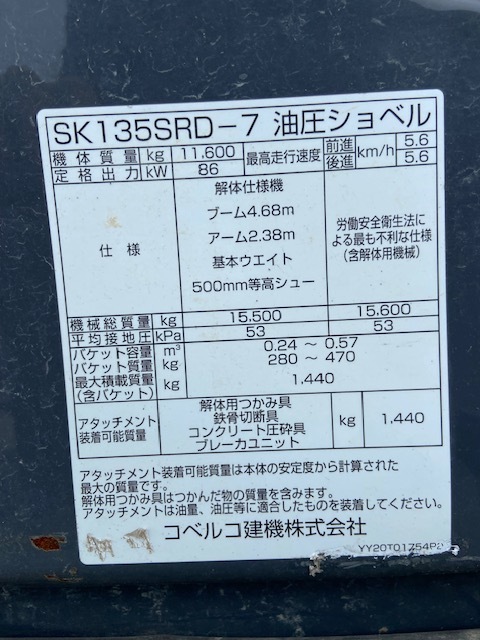 SK135SRD-7 油圧ショベル
機体質量 kg 11.600 最高走行速度 前進 km/h 5.6
定格出力 kW 86 後進 5.6
仕様
解体仕様機
ブーム4.68m
アーム2.38m
基本ウエイト
500mm等高シュー
労働安全衛生法に
よる最も不利な仕様
(含解体用機械)
機械総質量 kg 15.500 15.600
平均接地圧 kPa 53 53
バケット容量 m³ 0.24 ～ 0.57
バケット質量 kg 280 ～ 470
最大積載質量 kg 1.440
(含バケット)
アタッチメント
装着可能質量
解体用つかみ具
鉄骨切断具
コンクリート圧砕具
ブレーカユニット
kg 1,440
アタッチメント装着可能質量は本体の安定度から計算された
最大の質量です。
解体用つかみ具はつかんだ物の質量を含みます。
アタッチメントは油量、油圧等に適合したものを装着してください。
コベルコ建機株式会社
YY20T01754P2